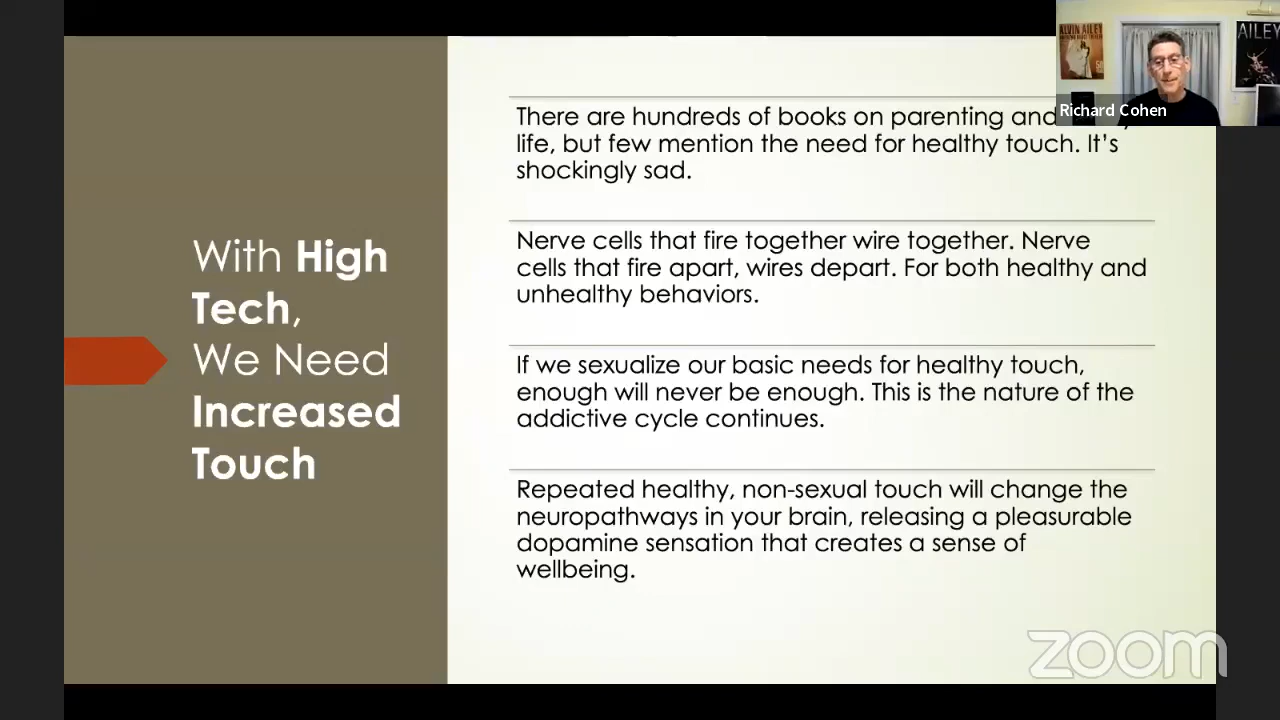 With High
Tech,
We Need
Increased
Touch
There are hundreds of books on parenting and
life, but few mention the need for healthy touch. It’s
shockingly sad.
Nerve cells that fire together wire together. Nerve
cells that fire apart, wires depart. For both healthy and
unhealthy behaviors.
If we sexualize our basic needs for healthy touch,
enough will never be enough. This is the nature of the
addictive cycle continues.
Repeated healthy, non-sexual touch will change the
neuropathways in your brain, releasing a pleasurable
dopamine sensation that creates a sense of
wellbeing.
ALVIN AILEY
AILEY
Richard Cohen
zoom